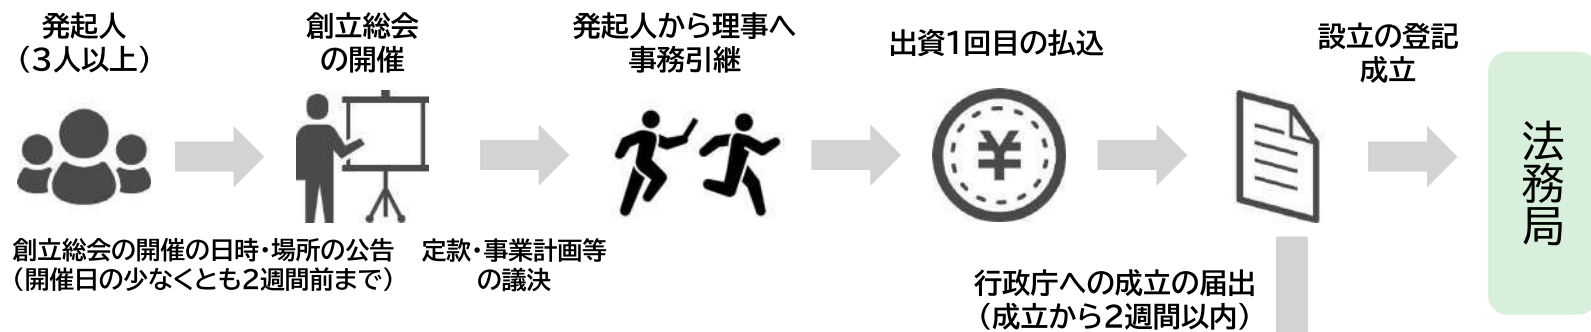 発起人
（3人以上）
創立総会
の開催
発起人から理事へ
事務引継
出資1回目の払込
設立の登記
成立
¥
法務局
創立総会の開催の日時・場所の公告
（開催日の少なくとも2週間前まで）
定款・事業計画等
の議決
行政庁への成立の届出
（成立から2週間以内）